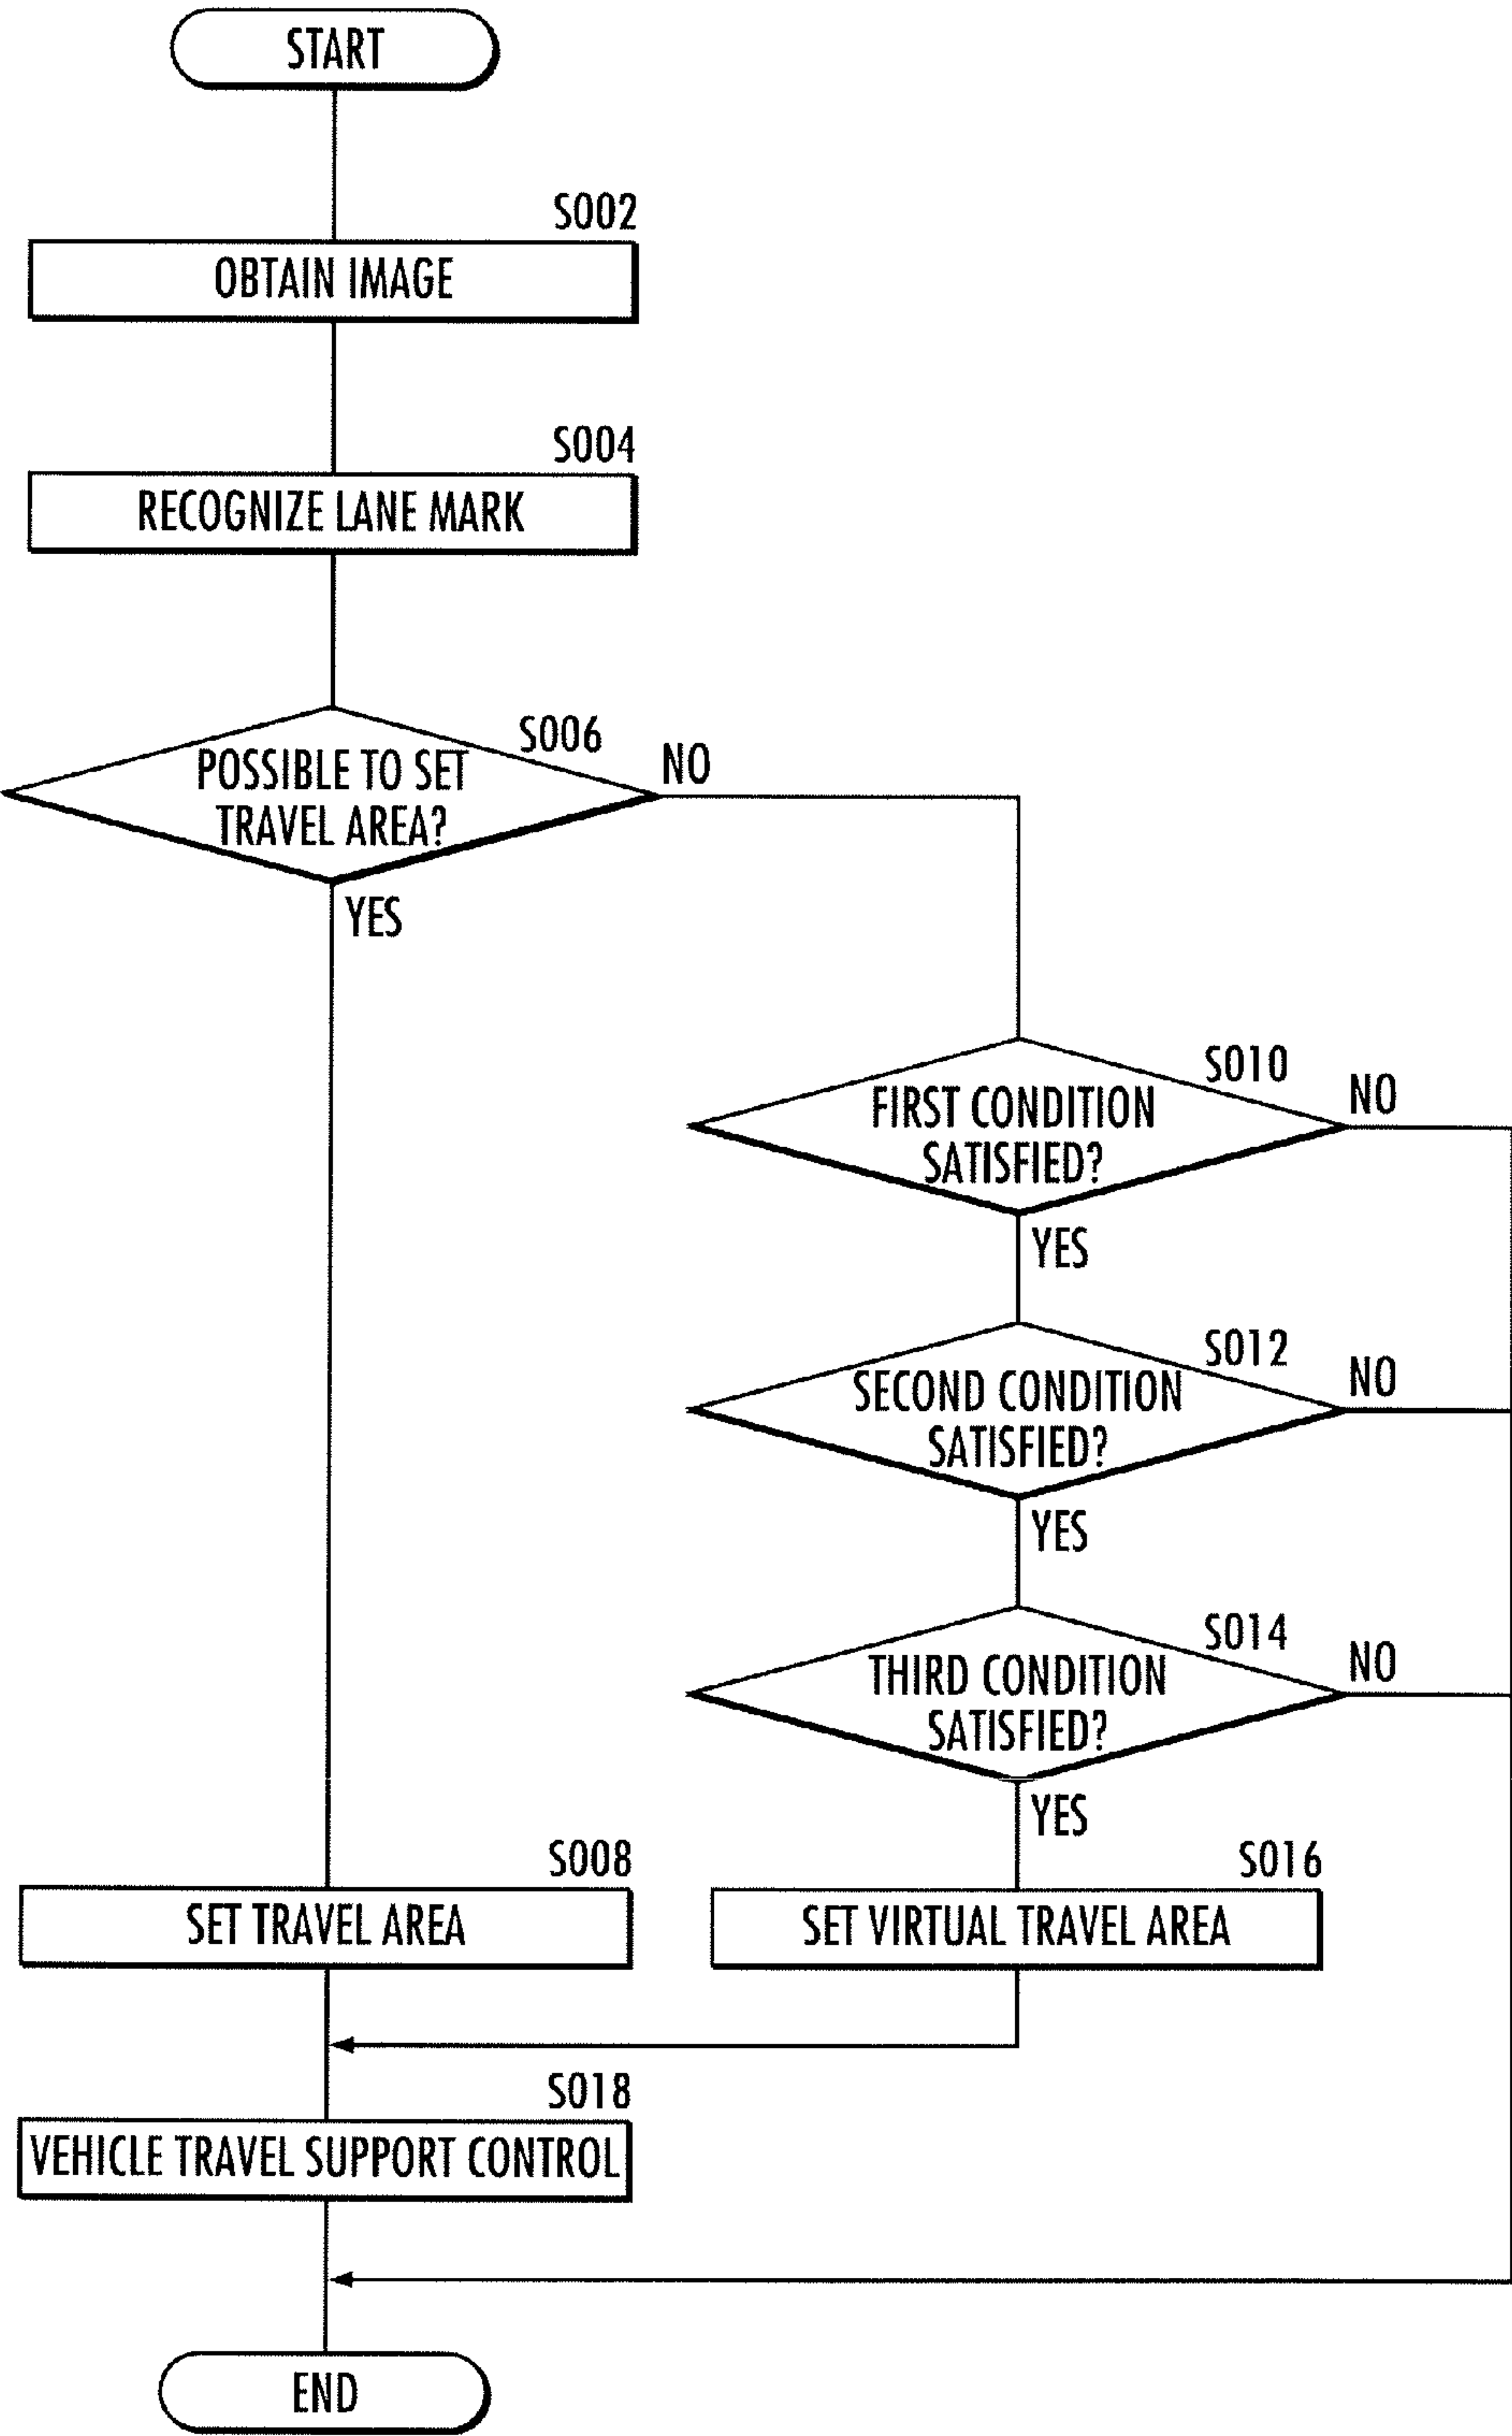 START
S002
OBTAIN IMAGE
S004
RECOGNIZE LANE MARK
S006
POSSIBLE TO SET
TRAVEL AREA?
NO
YES
S010
FIRST CONDITION
SATISFIED?
NO
YES
S012
SECOND CONDITION
SATISFIED?
NO
YES
S014
THIRD CONDITION
SATISFIED?
NO
YES
S008
SET TRAVEL AREA
S016
SET VIRTUAL TRAVEL AREA
S018
VEHICLE TRAVEL SUPPORT CONTROL
END